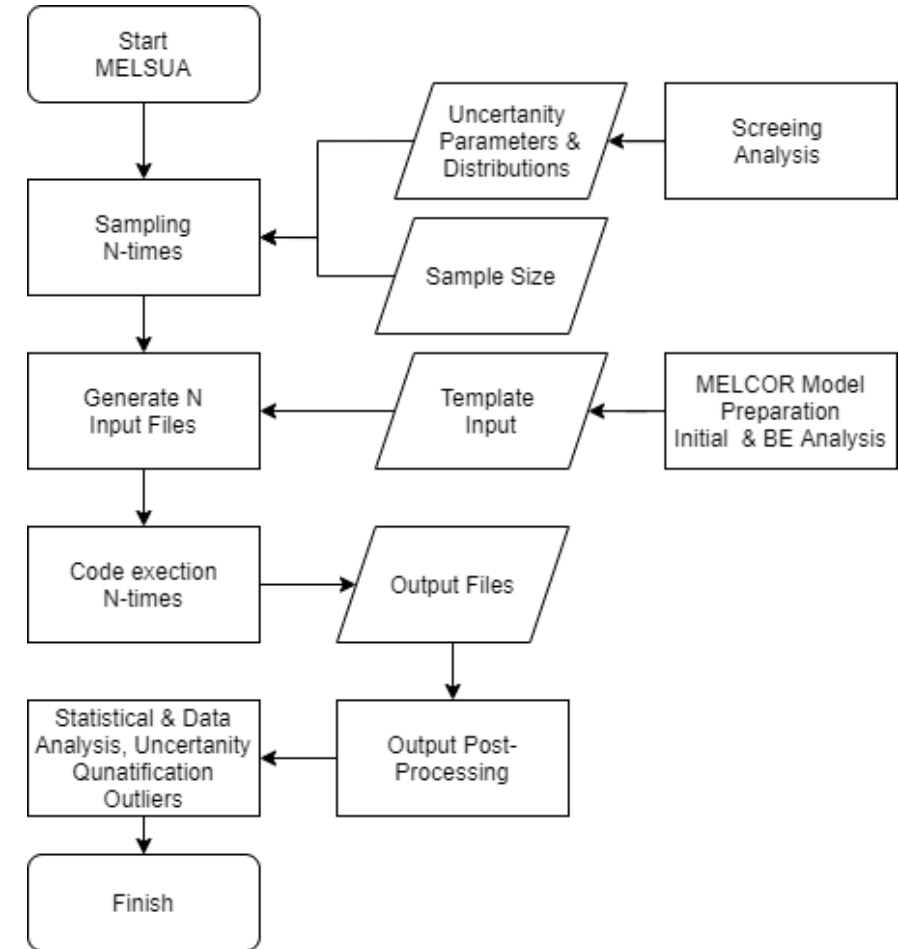 Start
MELSUA
Uncertanity
Parameters &
Distributions
Screeing
Analysis
Sampling
N-times
Sample Size
Generate N
Input Files
Template
Input
MELCOR Model
Preparation
Initial & BE Analysis
Code exection
N-times
Output Files
Statistical & Data
Analysis, Uncertanity
Qunatification
Outliers
Output Post-
Processing
Finish